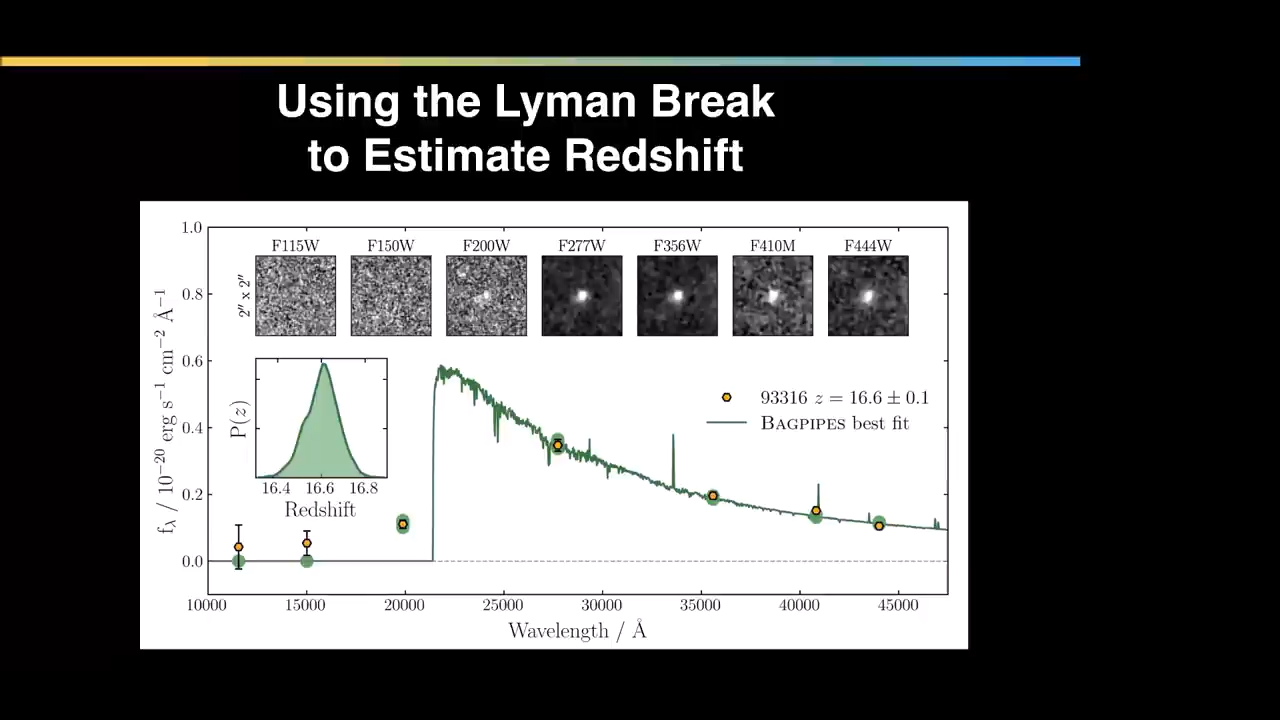 Using the Lyman Break
to Estimate Redshift
1.0
0.8
0.6
0.4
0.2
0.0
f_λ / 10⁻²⁰ erg s⁻¹ cm⁻² Å⁻¹
F115W F150W F200W F277W F356W F410M F444W
2″ x 2″
P(z)
16.4 16.6 16.8
Redshift
93316 z = 16.6 ± 0.1
BAGPIPES best fit
10000 15000 20000 25000 30000 35000 40000 45000
Wavelength / Å